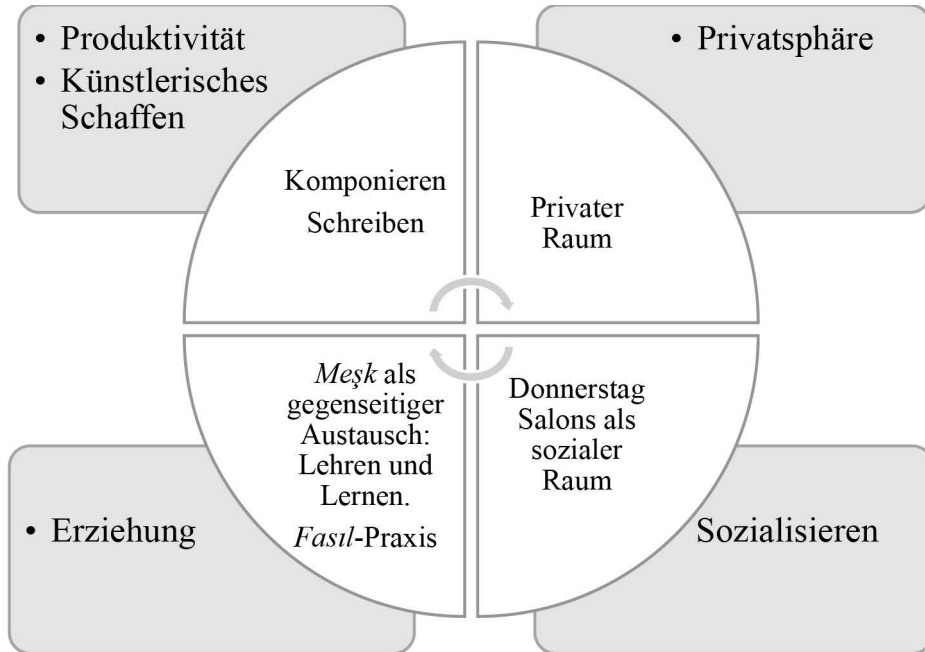 • Produktivität
• Künstlerisches
Schaffen
• Privatsphäre
Komponieren
Schreiben
Privater
Raum
Meşk als
gegenseitiger
Austausch:
Lehren und
Lernen.
Fasıl-Praxis
Donnerstag
Salons als
sozialer
Raum
• Erziehung
Sozialisieren